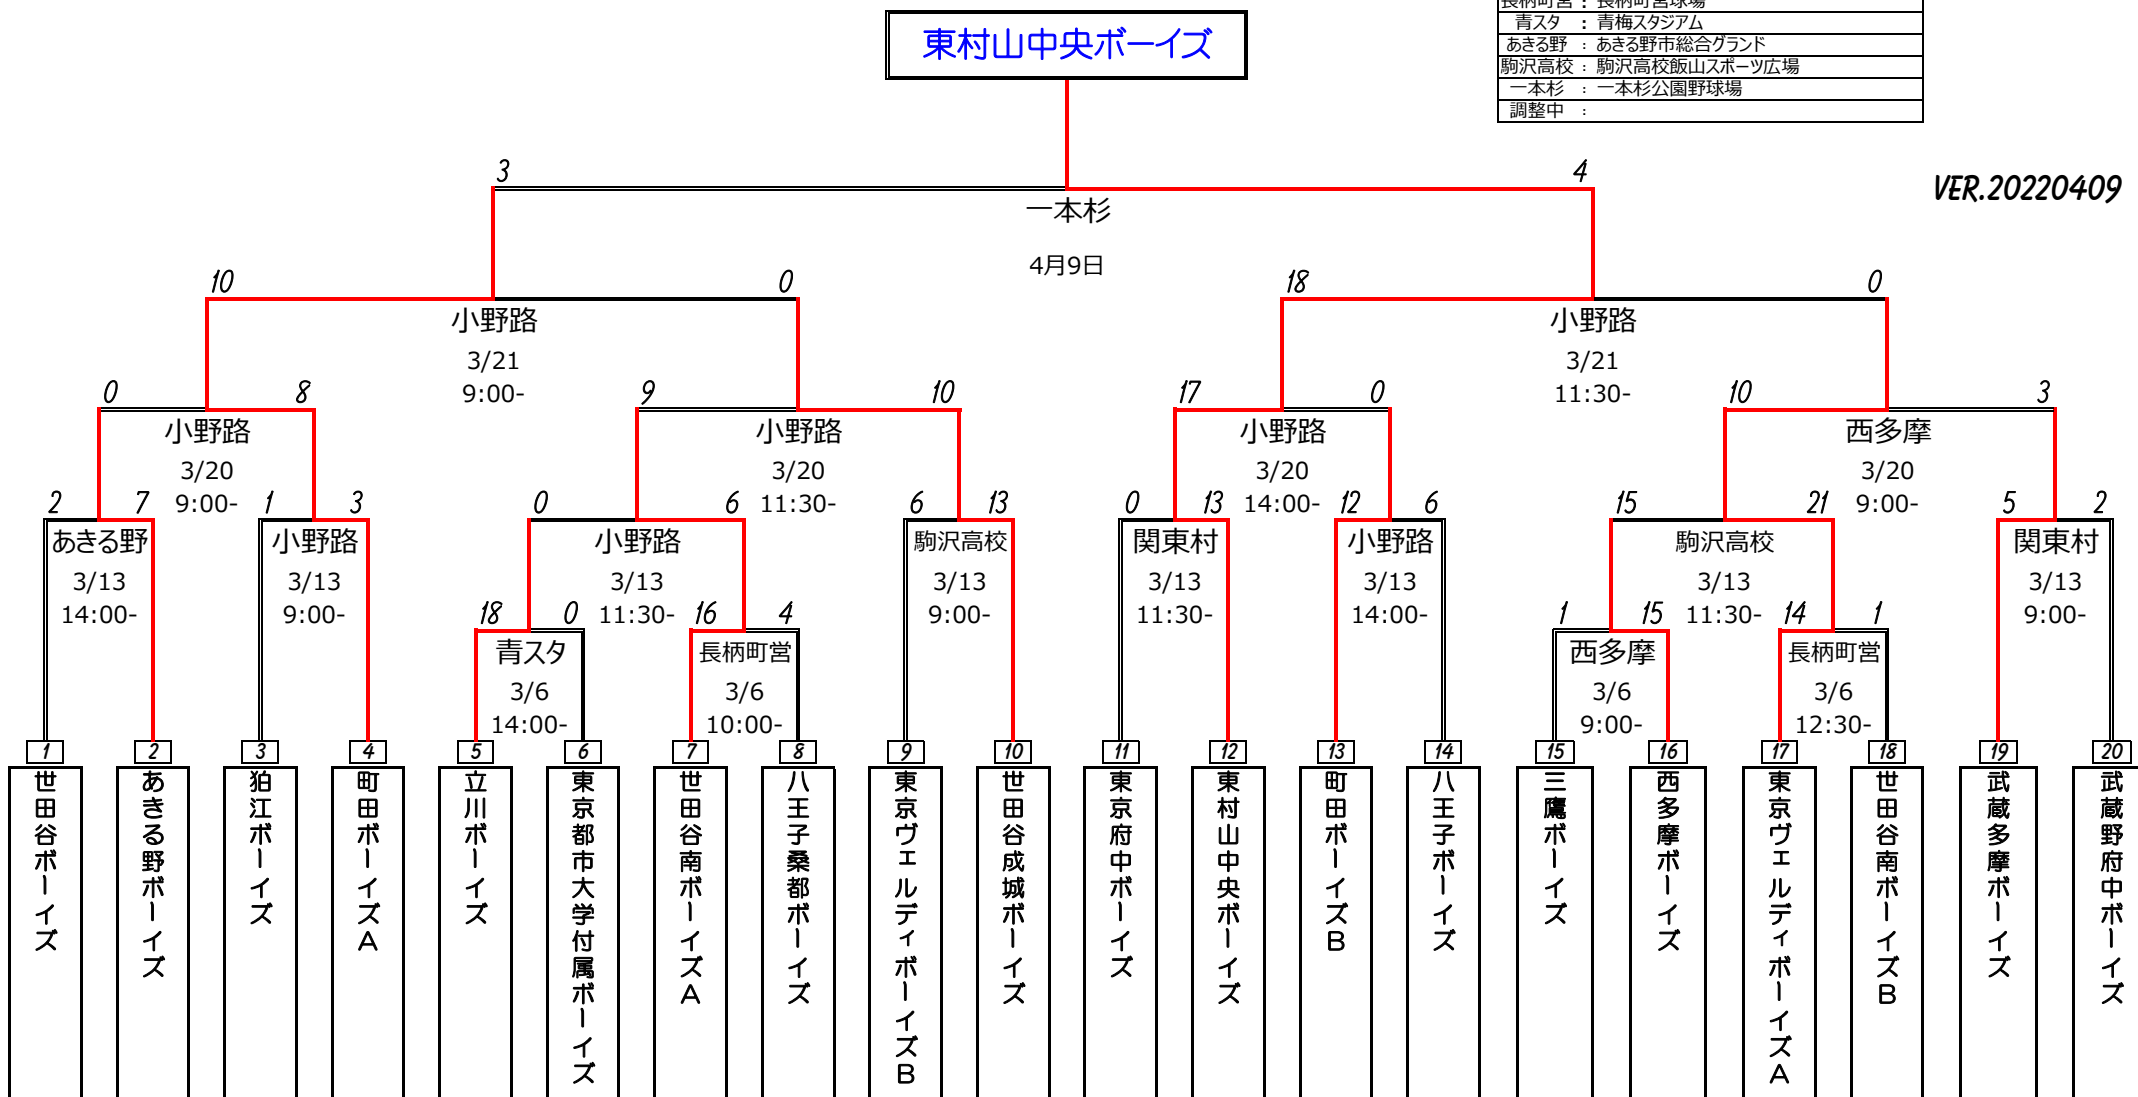 長柄町営 : 長柄町営球場
青スタ : 青梅スタジアム
あきる野 : あきる野市総合グランド
駒沢高校 : 駒沢高校飯山スポーツ広場
一本杉 : 一本杉公園野球場
調整中 :
東村山中央ボーイズ
VER.20220409
3 4
一本杉
4月9日
10 0 18 0
小野路 小野路
3/21 3/21
9:00- 11:30-
0 8 9 10 17 0 10 3
小野路 小野路 小野路 西多摩
3/20 3/20 3/20 3/20
9:00- 11:30- 14:00- 9:00-
2 7 1 3 0 6 6 13 0 13 12 6 15 21 5 2
あきる野 小野路 小野路 駒沢高校 関東村 小野路 駒沢高校 関東村
3/13 3/13 3/13 3/13 3/13 3/13 3/13 3/13
14:00- 9:00- 11:30- 9:00- 11:30- 14:00- 11:30- 9:00-
18 0 16 4 1 15 14 1
青スタ 長柄町営 西多摩 長柄町営
3/6 3/6 3/6 3/6
14:00- 10:00- 9:00- 12:30-
1 2 3 4 5 6 7 8 9 10 11 12 13 14 15 16 17 18 19 20
世田谷ボーイズ
あきる野ボーイズ
狛江ボーイズ
町田ボーイズA
立川ボーイズ
東京都市大学付属ボーイズ
世田谷南ボーイズA
八王子桑都ボーイズ
東京ヴェルディボーイズB
世田谷成城ボーイズ
東京府中ボーイズ
東村山中央ボーイズ
町田ボーイズB
八王子ボーイズ
三鷹ボーイズ
西多摩ボーイズ
東京ヴェルディボーイズA
世田谷南ボーイズB
武蔵多摩ボーイズ
武蔵野府中ボーイズ